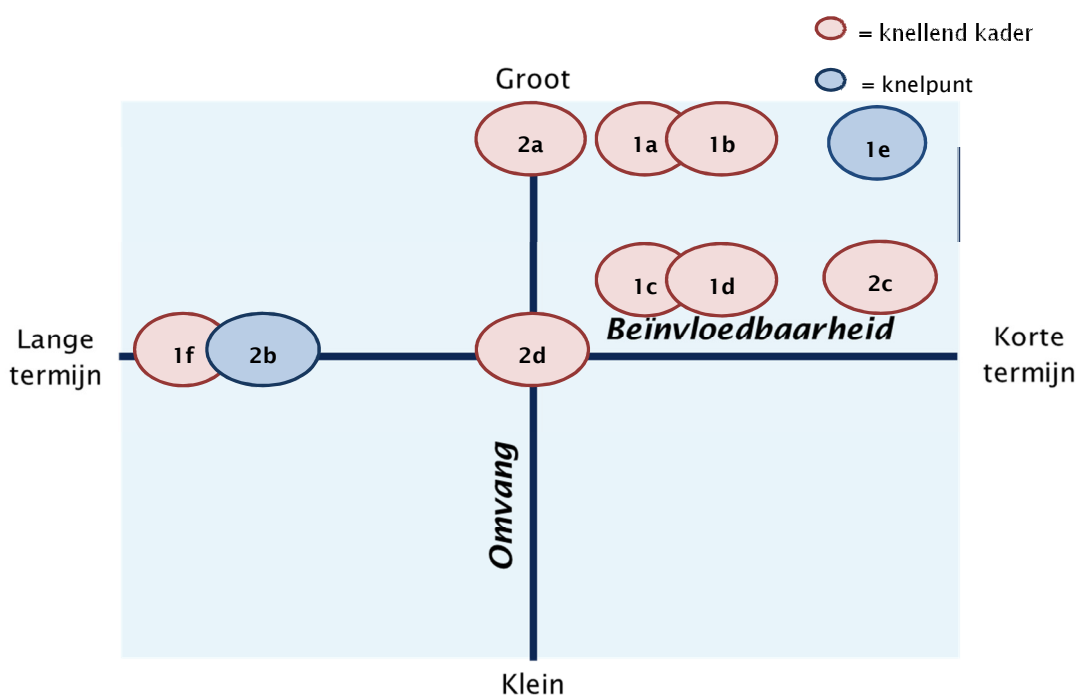 = knellend kader
Groot
= knelpunt
2a
1a
1b
1e
1c
1d
2c
Beïnvloedbaarheid
Lange
termijn
1f
2b
2d
Korte
termijn
Omvang
Klein